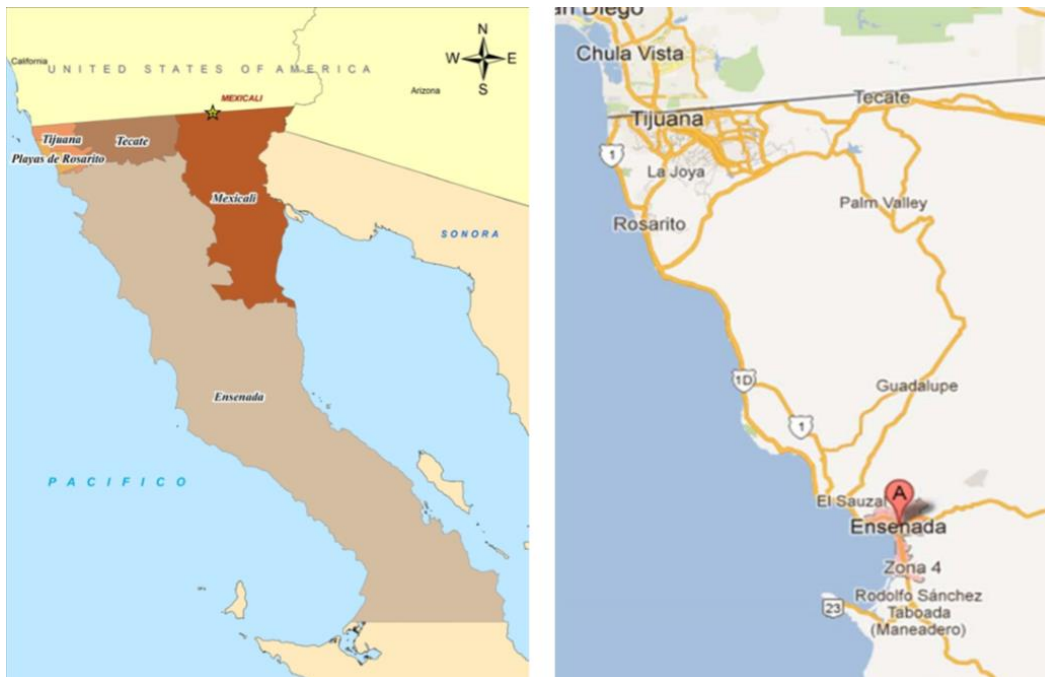 N
W E
S
California
UNITED STATES OF AMERICA
Arizona
MEXICALI
Tijuana
Tecate
Playas de Rosarito
Mexicali
SONORA
Ensenada
PACIFICO
San Diego
Chula Vista
Tecate
Tijuana
1
La Joya
Palm Valley
Rosarito
1D
Guadalupe
1
El Sauzal
A
Ensenada
Zona 4
Rodolfo Sánchez
23
Taboada
(Maneadero)